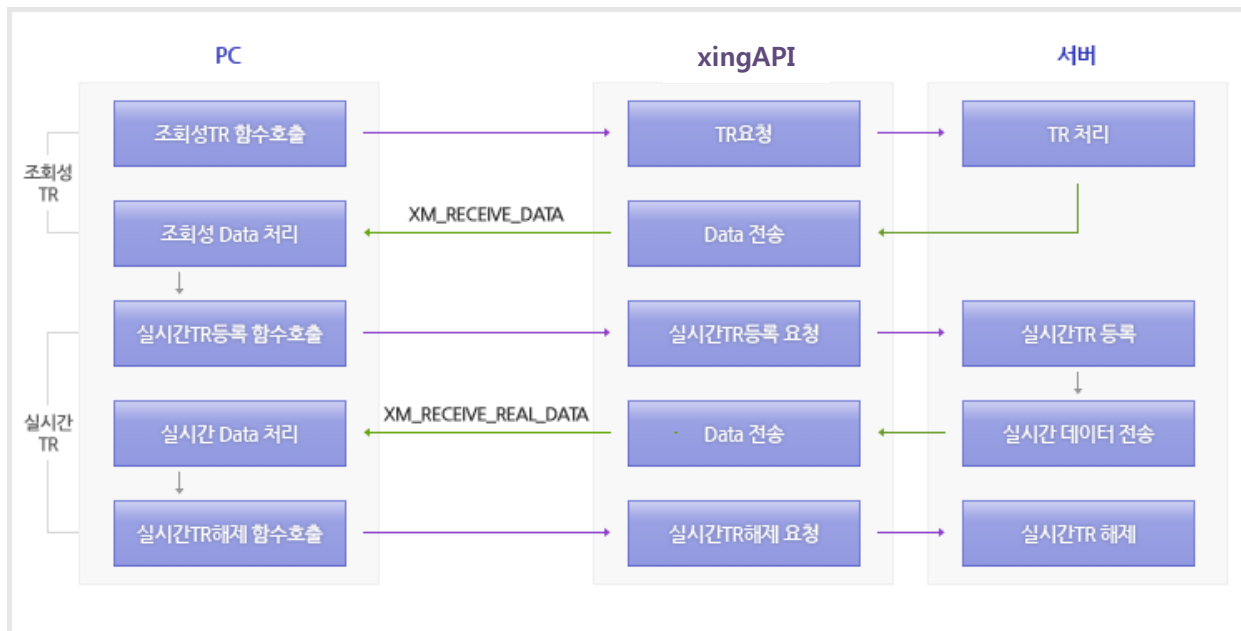 PC
xingAPI
서버
조회성TR 함수호출
TR요청
TR 처리
조회성
TR
XM_RECEIVE_DATA
조회성 Data 처리
Data 전송
실시간TR등록 함수호출
실시간TR등록 요청
실시간TR 등록
실시간
TR
XM_RECEIVE_REAL_DATA
실시간 Data 처리
Data 전송
실시간 데이터 전송
실시간TR해제 함수호출
실시간TR해제 요청
실시간TR 해제